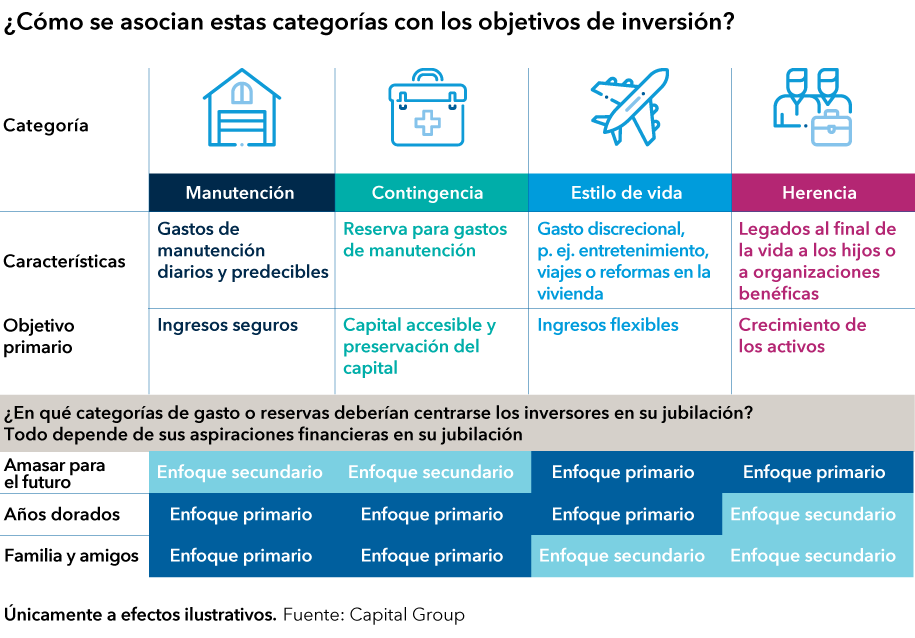 ¿Cómo se asocian estas categorías con los objetivos de inversión?
Categoría
Manutención
Contingencia
Estilo de vida
Herencia
Características
Gastos de
manutención
diarios y predecibles
Reserva para gastos
de manutención
Gasto discrecional,
p. ej. entretenimiento,
viajes o reformas en la
vivienda
Legados al final de
la vida a los hijos o
a organizaciones
benéficas
Objetivo
primario
Ingresos seguros
Capital accesible y
preservación del
capital
Ingresos flexibles
Crecimiento de
los activos
¿En qué categorías de gasto o reservas deberían centrarse los inversores en su jubilación?
Todo depende de sus aspiraciones financieras en su jubilación
Amasar para
el futuro
Enfoque secundario
Enfoque secundario
Enfoque primario
Enfoque primario
Años dorados
Enfoque primario
Enfoque primario
Enfoque primario
Enfoque secundario
Familia y amigos
Enfoque primario
Enfoque primario
Enfoque secundario
Enfoque secundario
Únicamente a efectos ilustrativos. Fuente: Capital Group